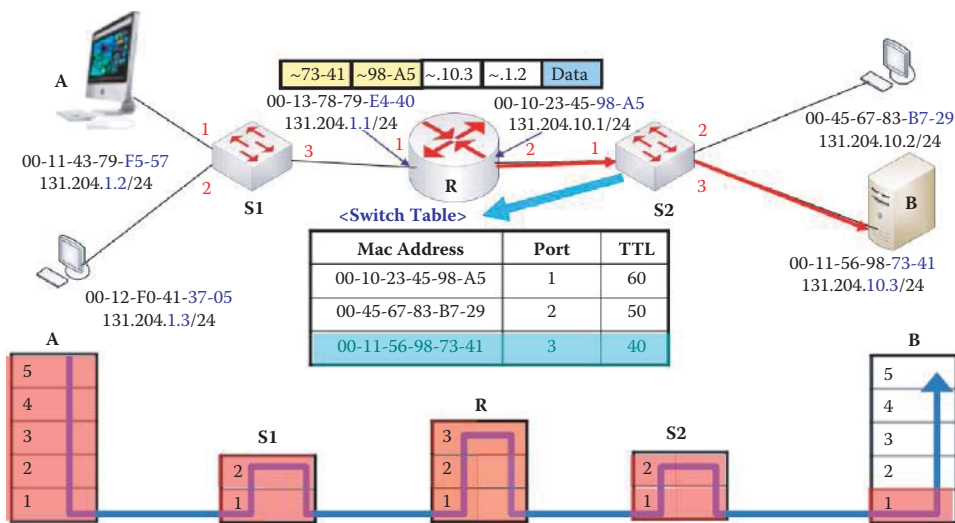 A
~73-41 ~98-A5 ~.10.3 ~.1.2 Data
00-13-78-79-E4-40
131.204.1.1/24
00-10-23-45-98-A5
131.204.10.1/24
00-45-67-83-B7-29
131.204.10.2/24
1
2
3
S1
1
2
R
1
2
3
S2
B
00-11-43-79-F5-57
131.204.1.2/24
00-12-F0-41-37-05
131.204.1.3/24
00-11-56-98-73-41
131.204.10.3/24
<Switch Table>
Mac Address Port TTL
00-10-23-45-98-A5 1 60
00-45-67-83-B7-29 2 50
00-11-56-98-73-41 3 40
A
5
4
3
2
1
S1
2
1
R
3
2
1
S2
2
1
B
5
4
3
2
1